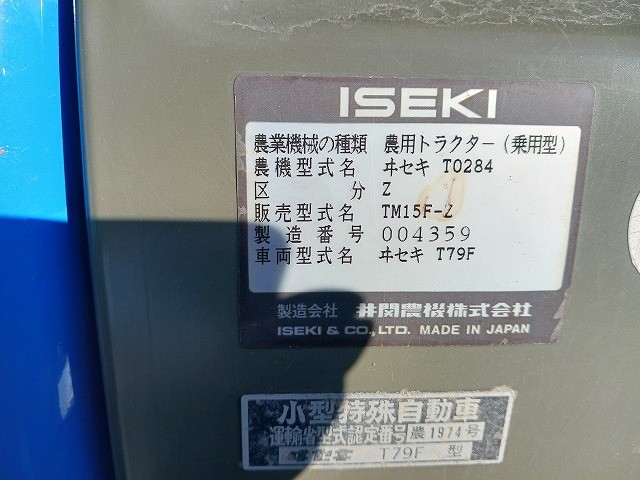 ISEKI
農業機械の種類 農用トラクター(乗用型)
農機型式名 ヰセキ T0284
区分 Z
販売型式名 TM15F-Z
製造番号 004359
車両型式名 ヰセキ T79F
製造会社 井関農機株式会社
ISEKI & CO., LTD. MADE IN JAPAN
小型特殊自動車
運輸省型式認定番号 農1974号
T79F 型